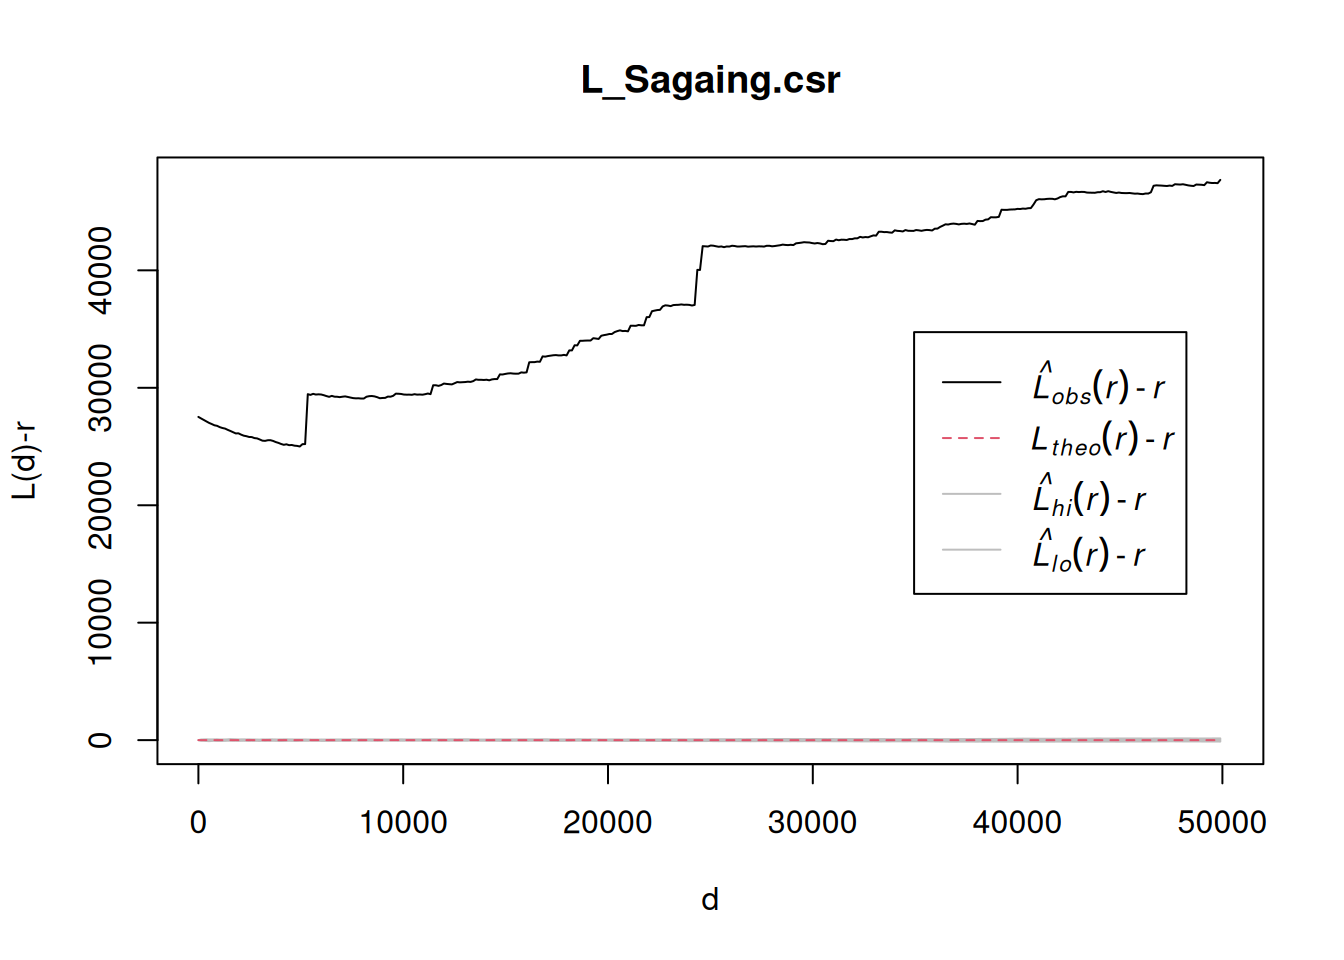 L_Sagaing.csr
L(d)-r
40000
30000
20000
10000
0
L̂obs(r) - r
Ltheo(r) - r
L̂hi(r) - r
L̂lo(r) - r
0 10000 20000 30000 40000 50000
d